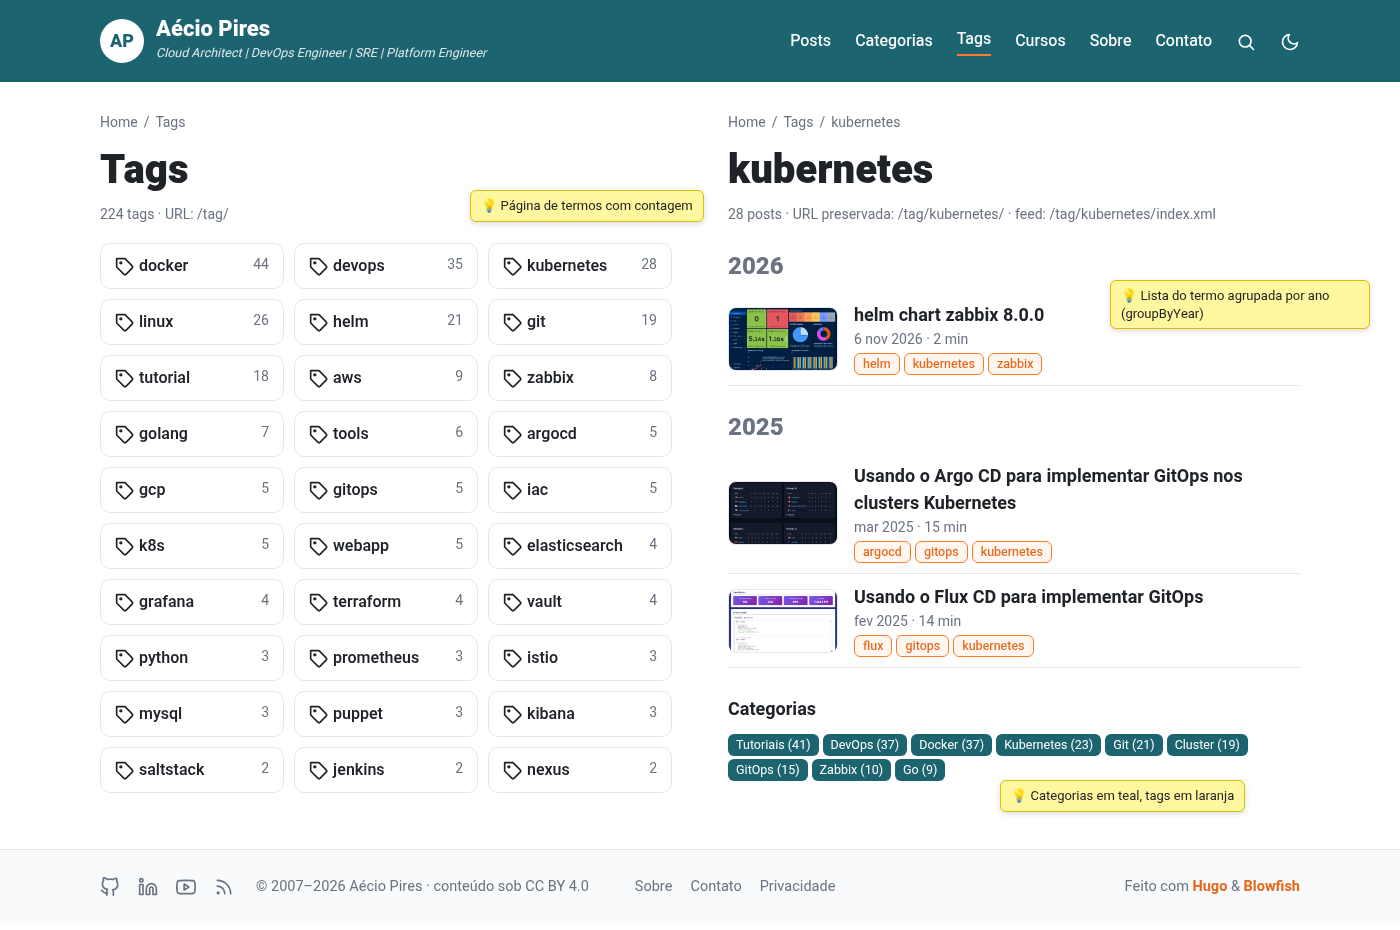 AP
Aécio Pires
Cloud Architect | DevOps Engineer | SRE | Platform Engineer
Posts
Categorias
Tags
Cursos
Sobre
Contato
Home / Tags
Tags
224 tags · URL: /tag/
💡 Página de termos com contagem
docker 44
devops 35
kubernetes 28
linux 26
helm 21
git 19
tutorial 18
aws 9
zabbix 8
golang 7
tools 6
argocd 5
gcp 5
gitops 5
iac 5
k8s 5
webapp 5
elasticsearch 4
grafana 4
terraform 4
vault 4
python 3
prometheus 3
istio 3
mysql 3
puppet 3
kibana 3
saltstack 2
jenkins 2
nexus 2
Home / Tags / kubernetes
kubernetes
28 posts · URL preservada: /tag/kubernetes/ · feed: /tag/kubernetes/index.xml
2026
💡 Lista do termo agrupada por ano
(groupByYear)
0
1
5.34k
1.38k
helm chart zabbix 8.0.0
6 nov 2026 · 2 min
helm kubernetes zabbix
2025
Usando o Argo CD para implementar GitOps nos
clusters Kubernetes
mar 2025 · 15 min
argocd gitops kubernetes
Usando o Flux CD para implementar GitOps
fev 2025 · 14 min
flux gitops kubernetes
Categorias
Tutoriais (41) DevOps (37) Docker (37) Kubernetes (23) Git (21) Cluster (19)
GitOps (15) Zabbix (10) Go (9)
💡 Categorias em teal, tags em laranja
© 2007–2026 Aécio Pires · conteúdo sob CC BY 4.0
Sobre
Contato
Privacidade
Feito com Hugo & Blowfish